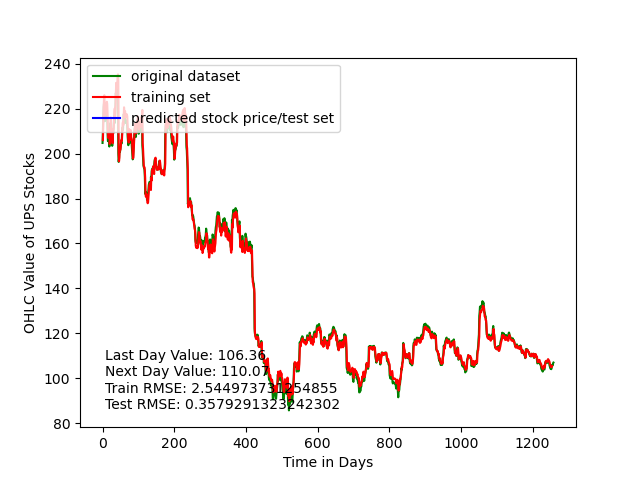 240
220
200
180
160
140
120
100
80
OHLC Value of UPS Stocks
original dataset
training set
predicted stock price/test set
Last Day Value: 106.36
Next Day Value: 110.07
Train RMSE: 2.544973731254855
Test RMSE: 0.3579291323242302
0 200 400 600 800 1000 1200
Time in Days